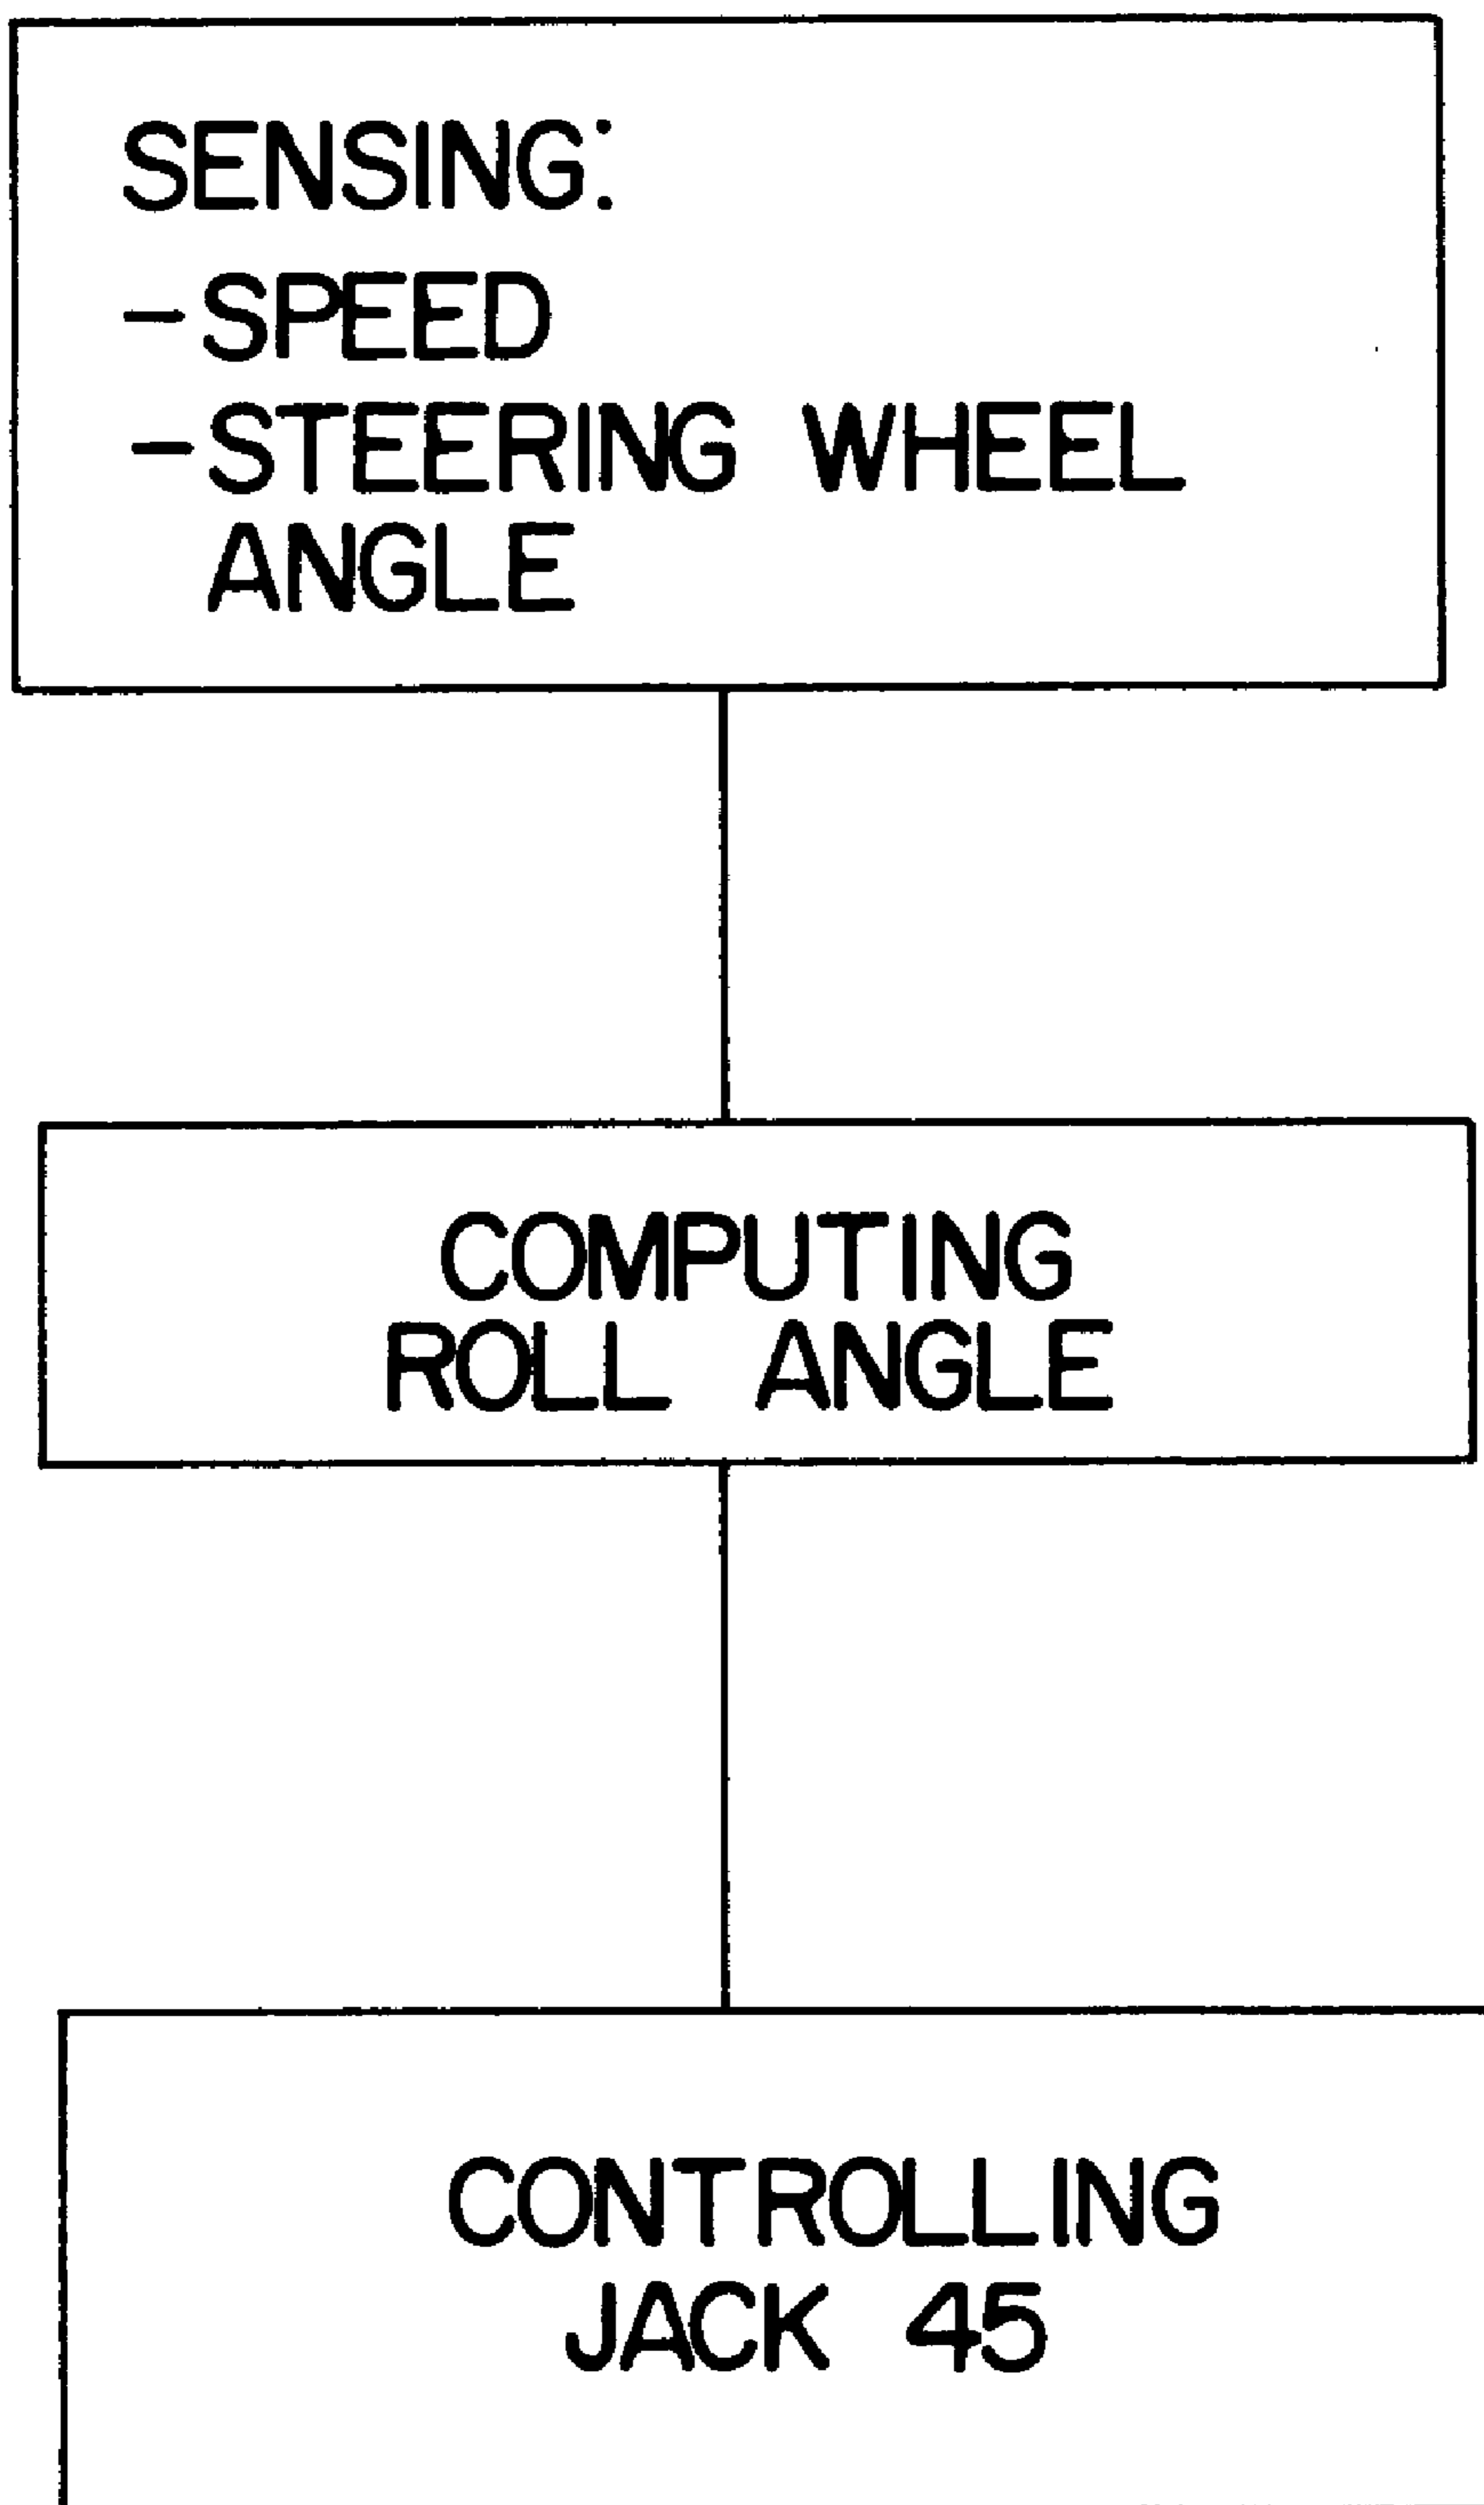 SENSING:
-SPEED
-STEERING WHEEL
ANGLE
COMPUTING
ROLL ANGLE
CONTROLLING
JACK 45